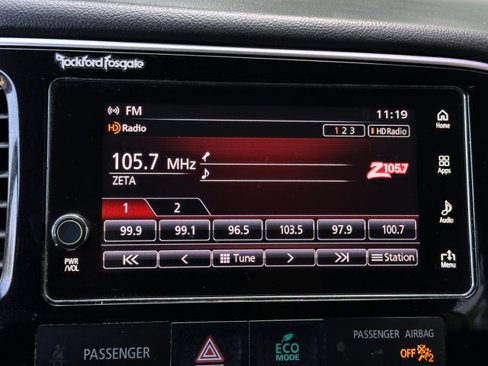 Rockford Fosgate
FM 11:19
HD Radio 1 2 3 HD Radio
105.7 MHz
ZETA
Z105.7
1 2
99.9 99.1 96.5 103.5 97.9 100.7
Tune Station
Home
Apps
Audio
Menu
PWR
/VOL
PASSENGER
ECO
MODE
PASSENGER AIRBAG
OFF 2